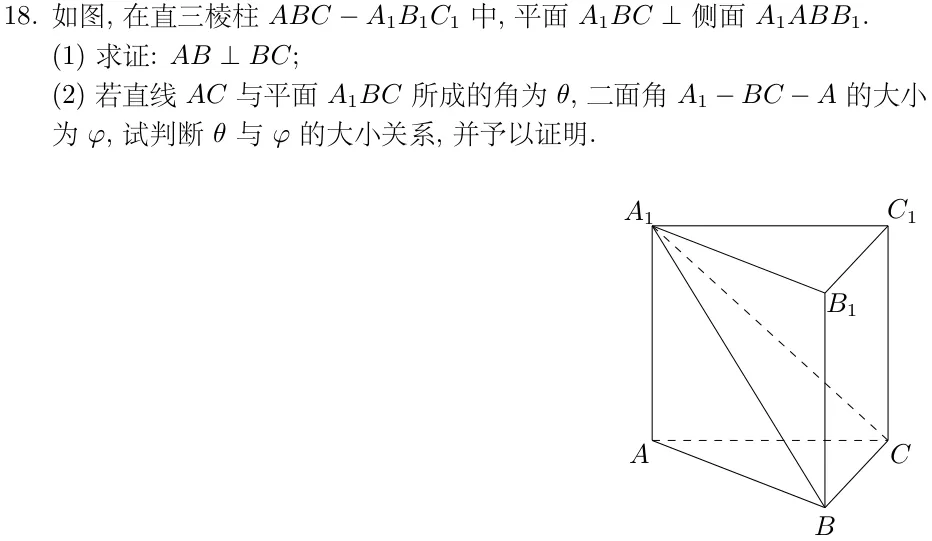 18. 如图, 在直三棱柱 ABC − A₁B₁C₁ 中, 平面 A₁BC ⊥ 侧面 A₁ABB₁.
(1) 求证: AB ⊥ BC;
(2) 若直线 AC 与平面 A₁BC 所成的角为 θ, 二面角 A₁ − BC − A 的大小
为 φ, 试判断 θ 与 φ 的大小关系, 并予以证明.
A₁
C₁
B₁
A
C
B